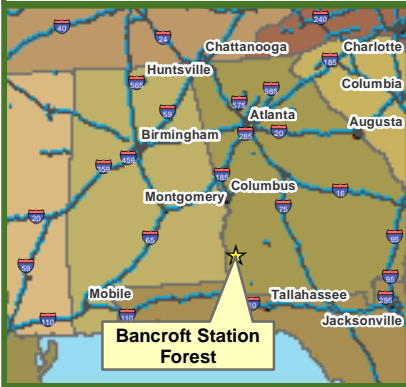 40
24
240
Chattanooga
Charlotte
Huntsville
185
565
985
Columbia
59
575
Atlanta
Augusta
Birmingham
285
20
459
359
185
Columbus
16
Montgomery
75
20
65
95
59
95
Mobile
10
Tallahassee
295
110
110
Jacksonville
Bancroft Station
Forest